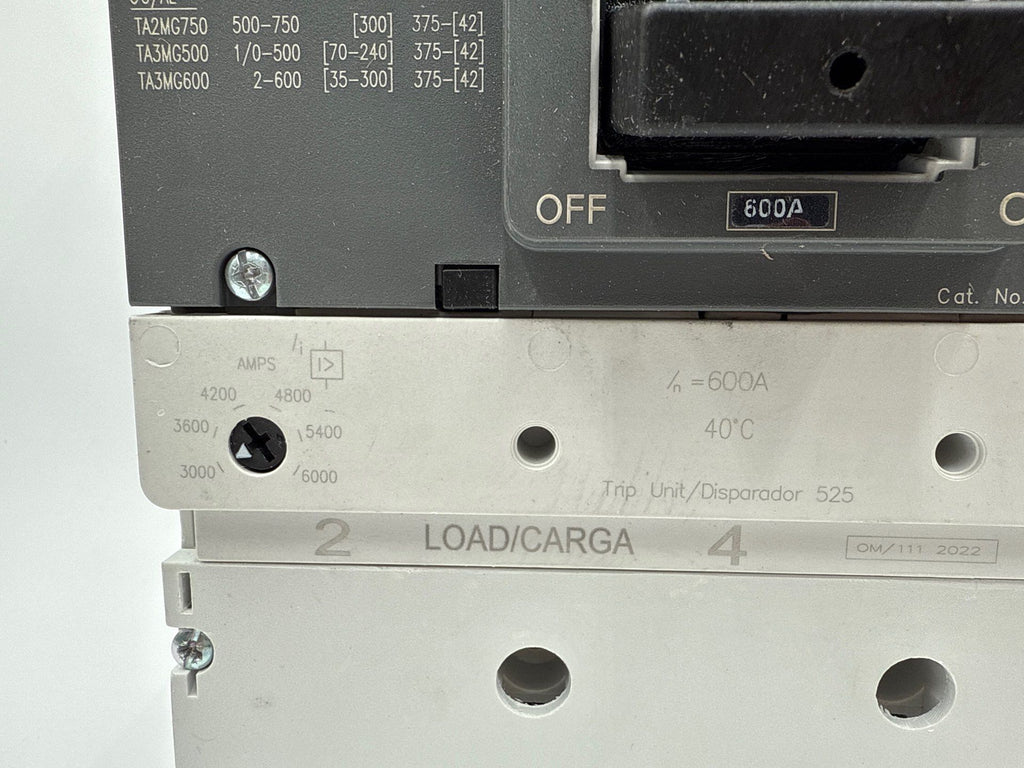 TA2MG750 500-750 [300] 375-[42]
TA3MG500 1/0-500 [70-240] 375-[42]
TA3MG600 2-600 [35-300] 375-[42]
OFF
600A
Cat. No.
AMPS Ii I>
4200 4800
3600 5400
3000 6000
In =600A
40°C
Trip Unit/Disparador 525
2 LOAD/CARGA 4
OM/111 2022